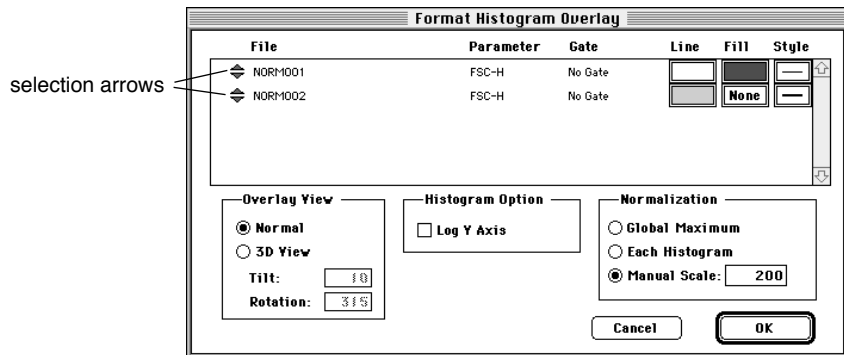 Format Histogram Overlay
File Parameter Gate Line Fill Style
selection arrows
NORM001 FSC-H No Gate
NORM002 FSC-H No Gate None
Overlay View
Normal
3D View
Tilt: 10
Rotation: 315
Histogram Option
Log Y Axis
Normalization
Global Maximum
Each Histogram
Manual Scale: 200
Cancel OK